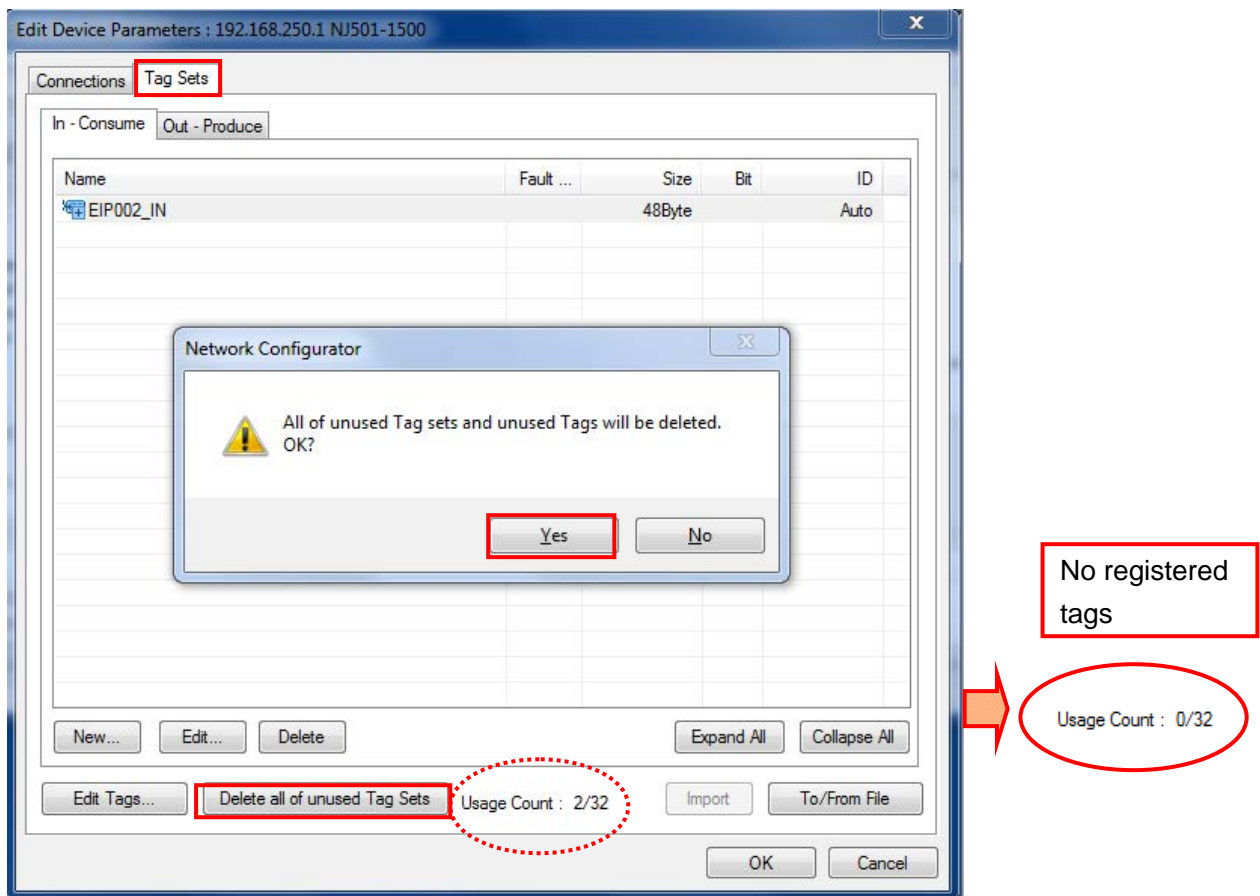 Edit Device Parameters : 192.168.250.1 NJ501-1500
x
Connections Tag Sets
In - Consume Out - Produce
Name Fault ... Size Bit ID
EIP002_IN 48Byte Auto
Network Configurator
All of unused Tag sets and unused Tags will be deleted.
OK?
Yes No
No registered
tags
New... Edit... Delete Expand All Collapse All
Usage Count : 0/32
Edit Tags... Delete all of unused Tag Sets Usage Count : 2/32 Import To/From File
OK Cancel